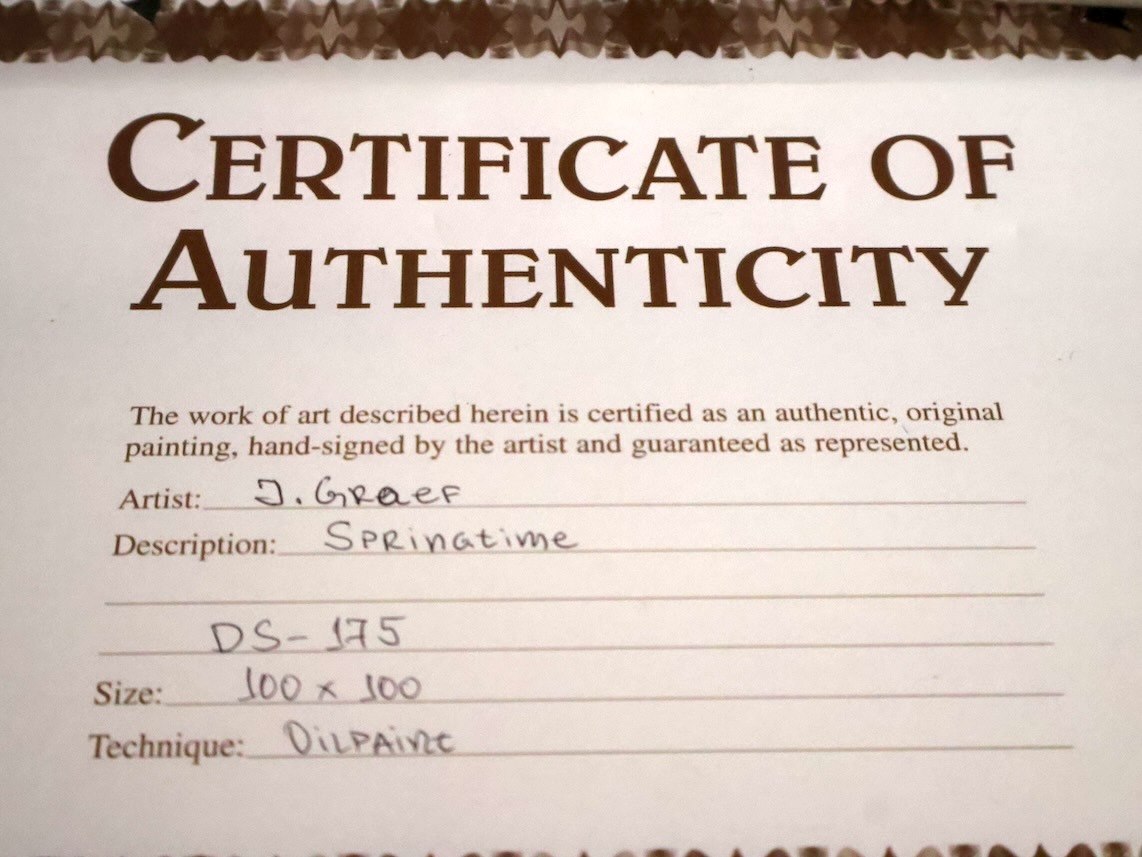 CERTIFICATE OF
AUTHENTICITY
The work of art described herein is certified as an authentic, original
painting, hand-signed by the artist and guaranteed as represented.
Artist: J. Graef
Description: Springtime
DS-175
Size: 100 x 100
Technique: Oilpaint